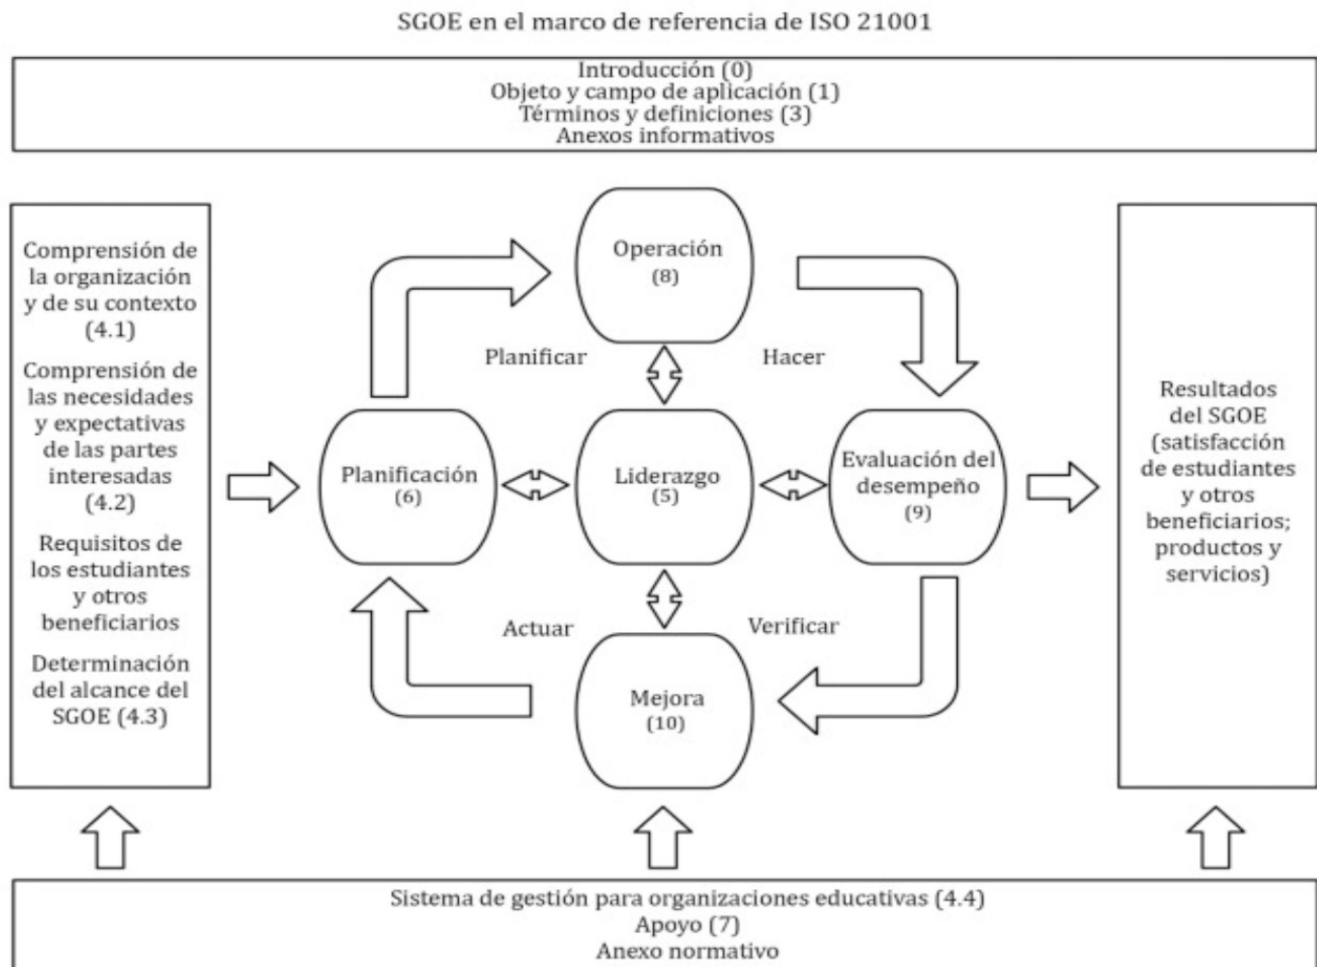 SGOE en el marco de referencia de ISO 21001
Introducción (0)
Objeto y campo de aplicación (1)
Términos y definiciones (3)
Anexos informativos
Comprensión de
la organización
y de su contexto
(4.1)
Comprensión de
las necesidades
y expectativas
de las partes
interesadas
(4.2)
Requisitos de
los estudiantes
y otros
beneficiarios
Determinación
del alcance del
SGOE (4.3)
Operación
(8)
Planificar
Hacer
Planificación
(6)
Liderazgo
(5)
Evaluación del
desempeño
(9)
Actuar
Verificar
Mejora
(10)
Resultados
del SGOE
(satisfacción
de estudiantes
y otros
beneficiarios;
productos y
servicios)
Sistema de gestión para organizaciones educativas (4.4)
Apoyo (7)
Anexo normativo